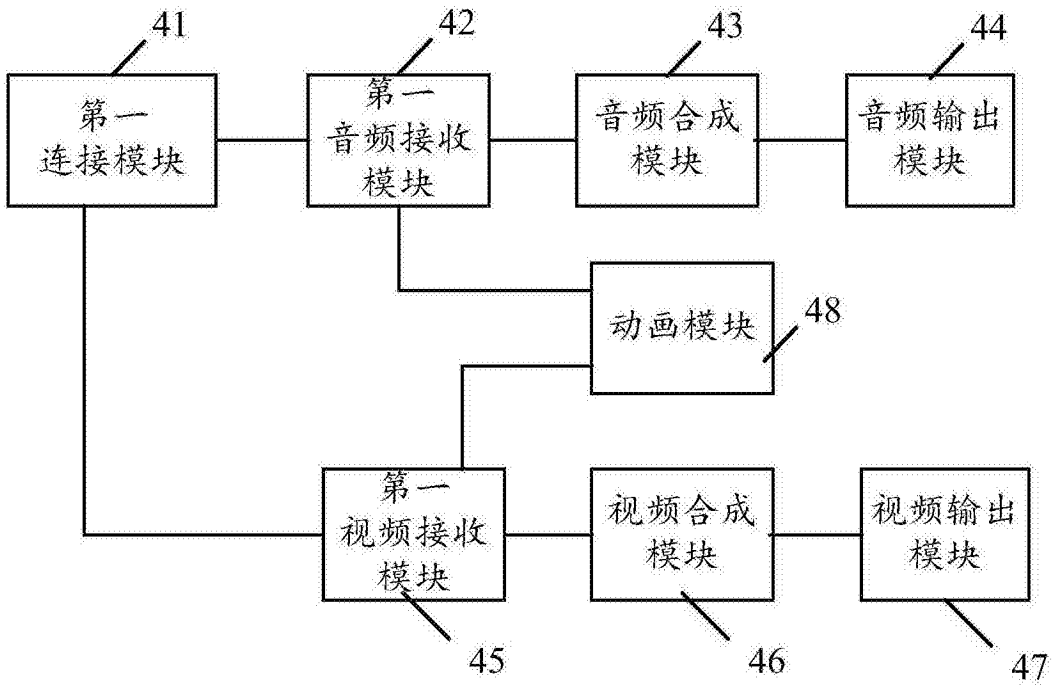 41
42
43
44
第一
连接模块
第一
音频接收
模块
音频合成
模块
音频输出
模块
动画模块
48
第一
视频接收
模块
视频合成
模块
视频输出
模块
45
46
47